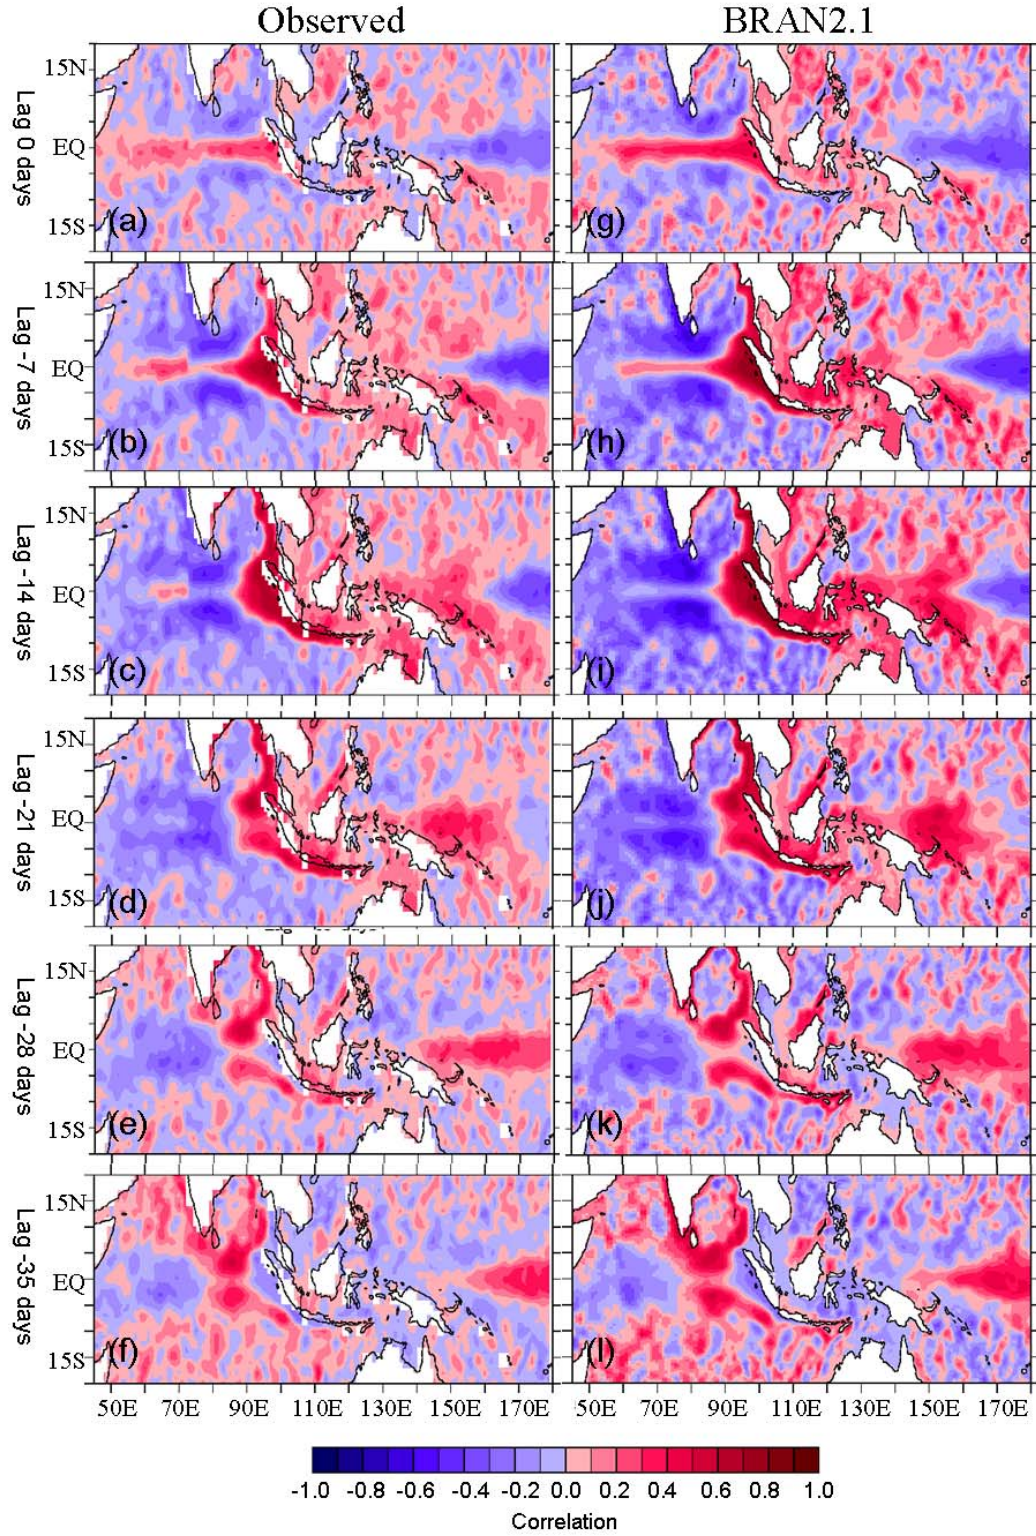 Observed BRAN2.1
Lag 0 days
15N
EQ
15S
(a) (g)
Lag -7 days
15N
EQ
15S
(b) (h)
Lag -14 days
15N
EQ
15S
(c) (i)
Lag -21 days
15N
EQ
15S
(d) (j)
Lag -28 days
15N
EQ
15S
(e) (k)
Lag -35 days
15N
EQ
15S
(f) (l)
50E 70E 90E 110E 130E 150E 170E 50E 70E 90E 110E 130E 150E 170E
-1.0 -0.8 -0.6 -0.4 -0.2 0.0 0.2 0.4 0.6 0.8 1.0
Correlation